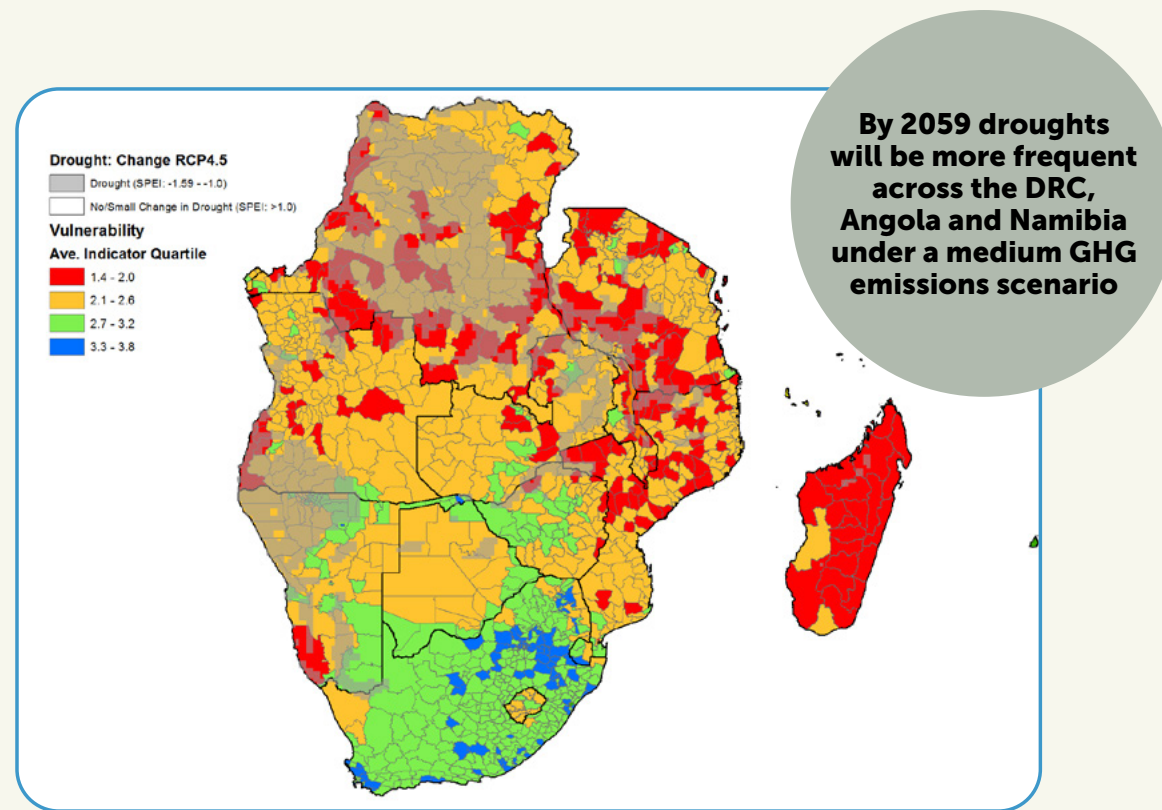 By 2059 droughts
will be more frequent
across the DRC,
Angola and Namibia
under a medium GHG
emissions scenario
Drought: Change RCP4.5
Drought (SPEI: -1.59 - -1.0)
No/Small Change in Drought (SPEI: >1.0)
Vulnerability
Ave. Indicator Quartile
1.4 - 2.0
2.1 - 2.6
2.7 - 3.2
3.3 - 3.8